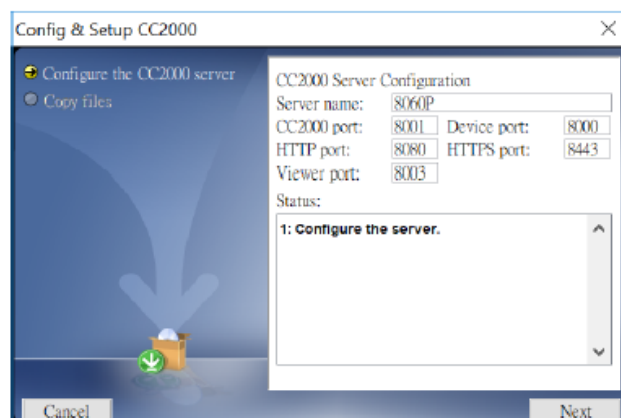 Config & Setup CC2000
Configure the CC2000 server
Copy files
CC2000 Server Configuration
Server name: 8060P
CC2000 port: 8001 Device port: 8000
HTTP port: 8080 HTTPS port: 8443
Viewer port: 8003
Status:
1: Configure the server.
Cancel Next